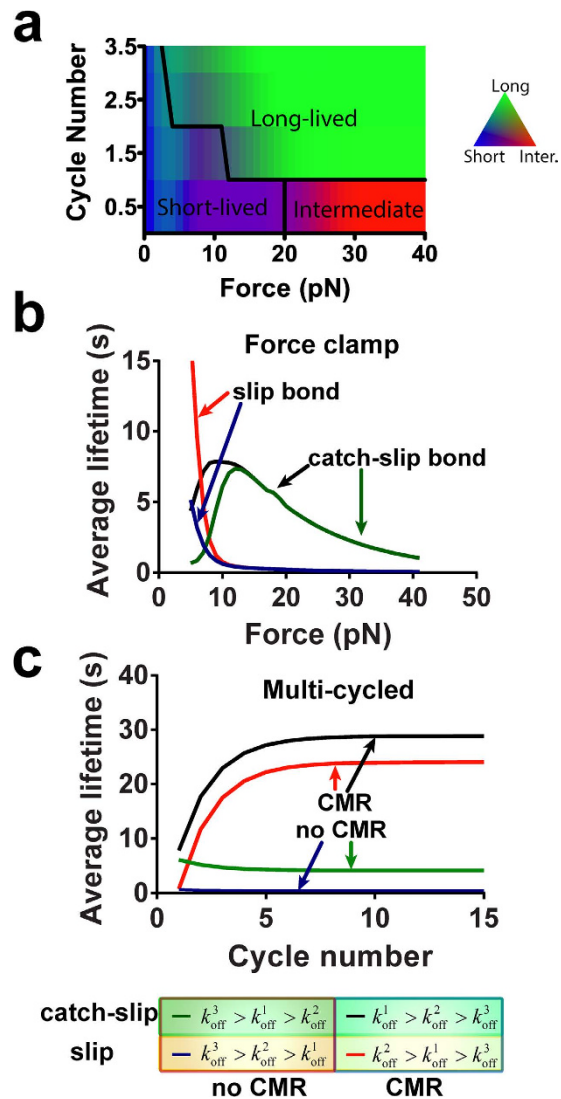 a
Cycle Number
3.5
2.5
1.5
0.5
Long-lived
Short-lived
Intermediate
0 10 20 30 40
Force (pN)
Long
Short Inter.
b
Average lifetime (s)
Force clamp
15
10
5
0
slip bond
catch-slip bond
0 10 20 30 40 50
Force (pN)
c
Average lifetime (s)
Multi-cycled
40
30
20
10
0
CMR
no CMR
0 5 10 15
Cycle number
catch-slip k³off > k¹off > k²off k¹off > k²off > k³off
slip k³off > k²off > k¹off k²off > k¹off > k³off
no CMR CMR